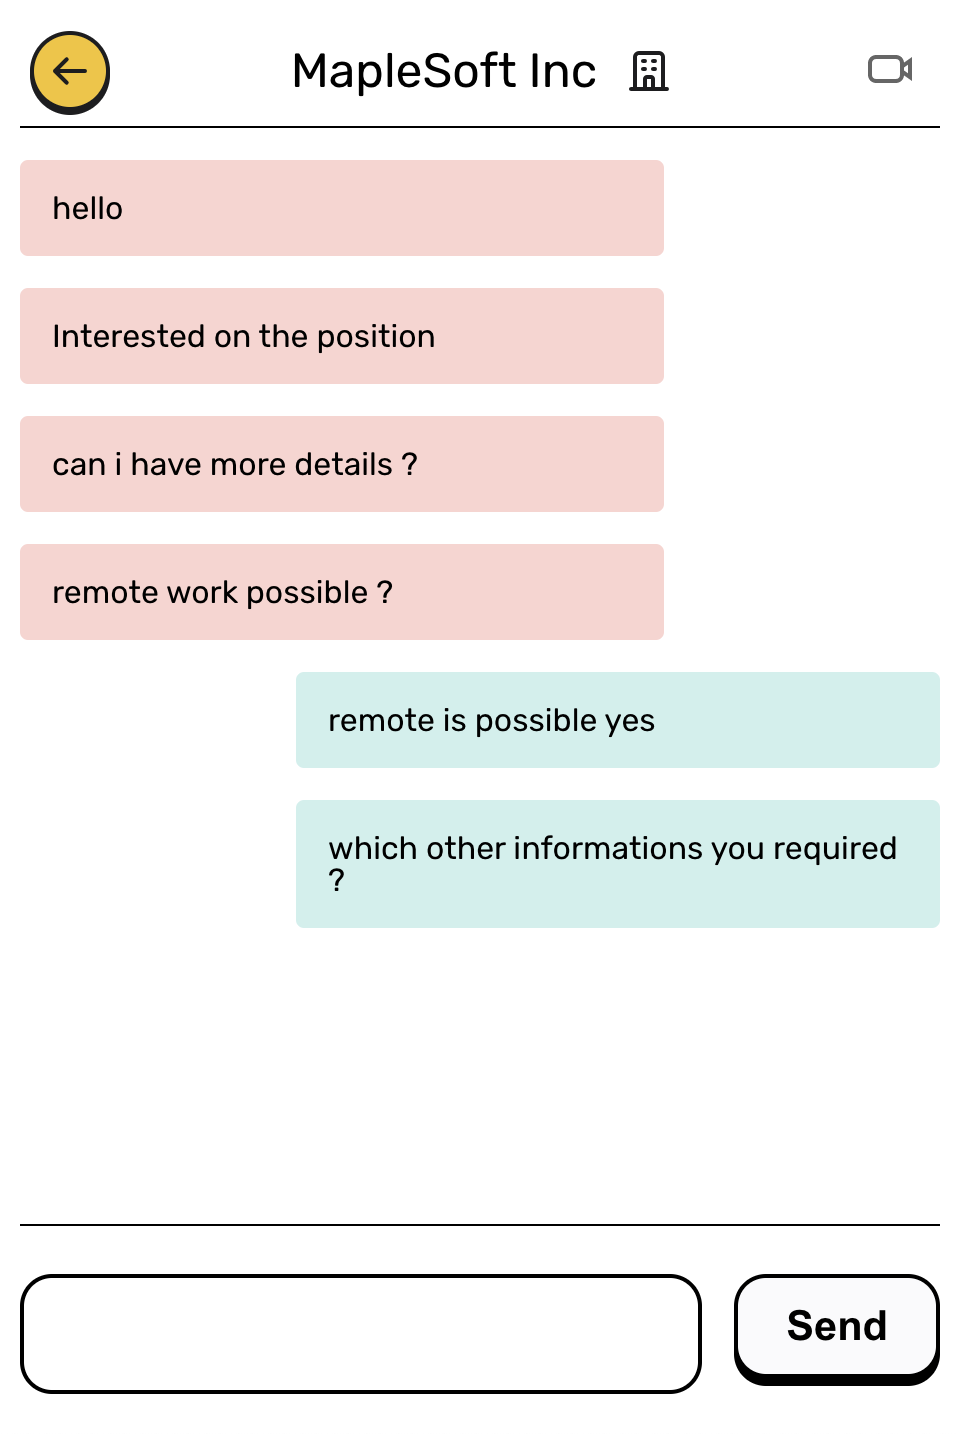 MapleSoft Inc
hello
Interested on the position
can i have more details ?
remote work possible ?
remote is possible yes
which other informations you required
?
Send